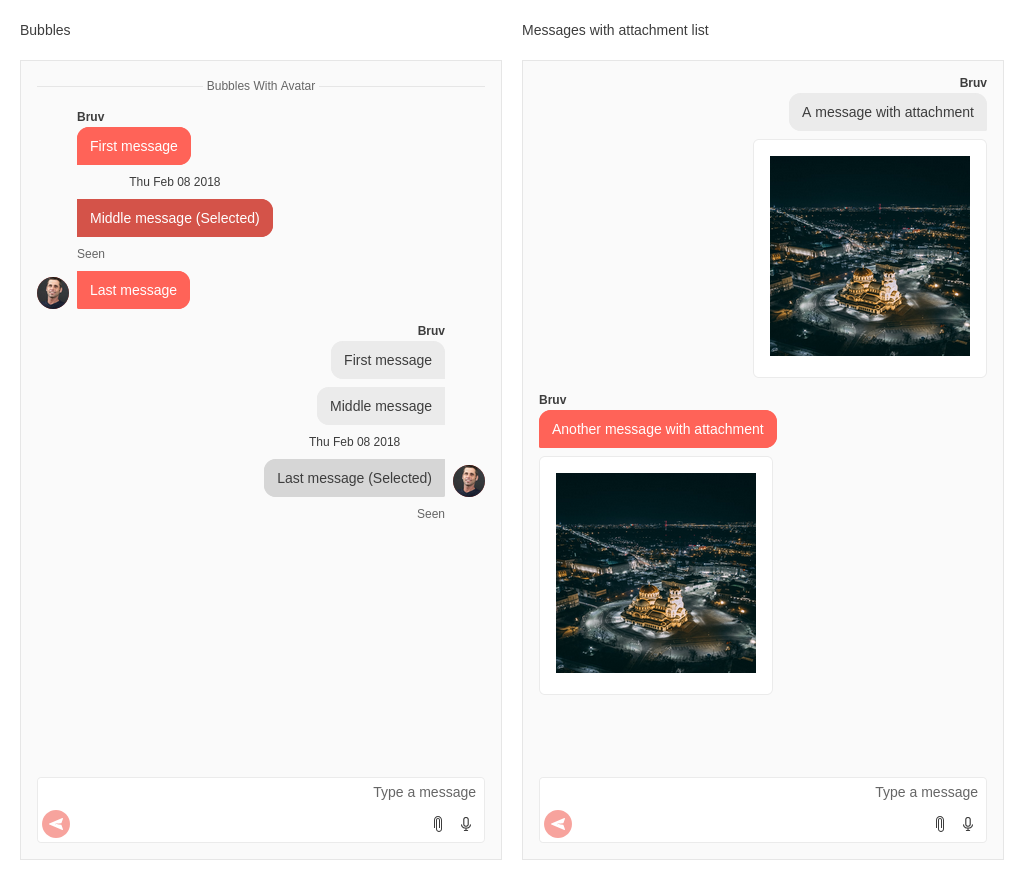 Bubbles
Bubbles With Avatar
Bruv
First message
Thu Feb 08 2018
Middle message (Selected)
Seen
Last message
Bruv
First message
Middle message
Thu Feb 08 2018
Last message (Selected)
Seen
Type a message
Messages with attachment list
Bruv
A message with attachment
Bruv
Another message with attachment
Type a message